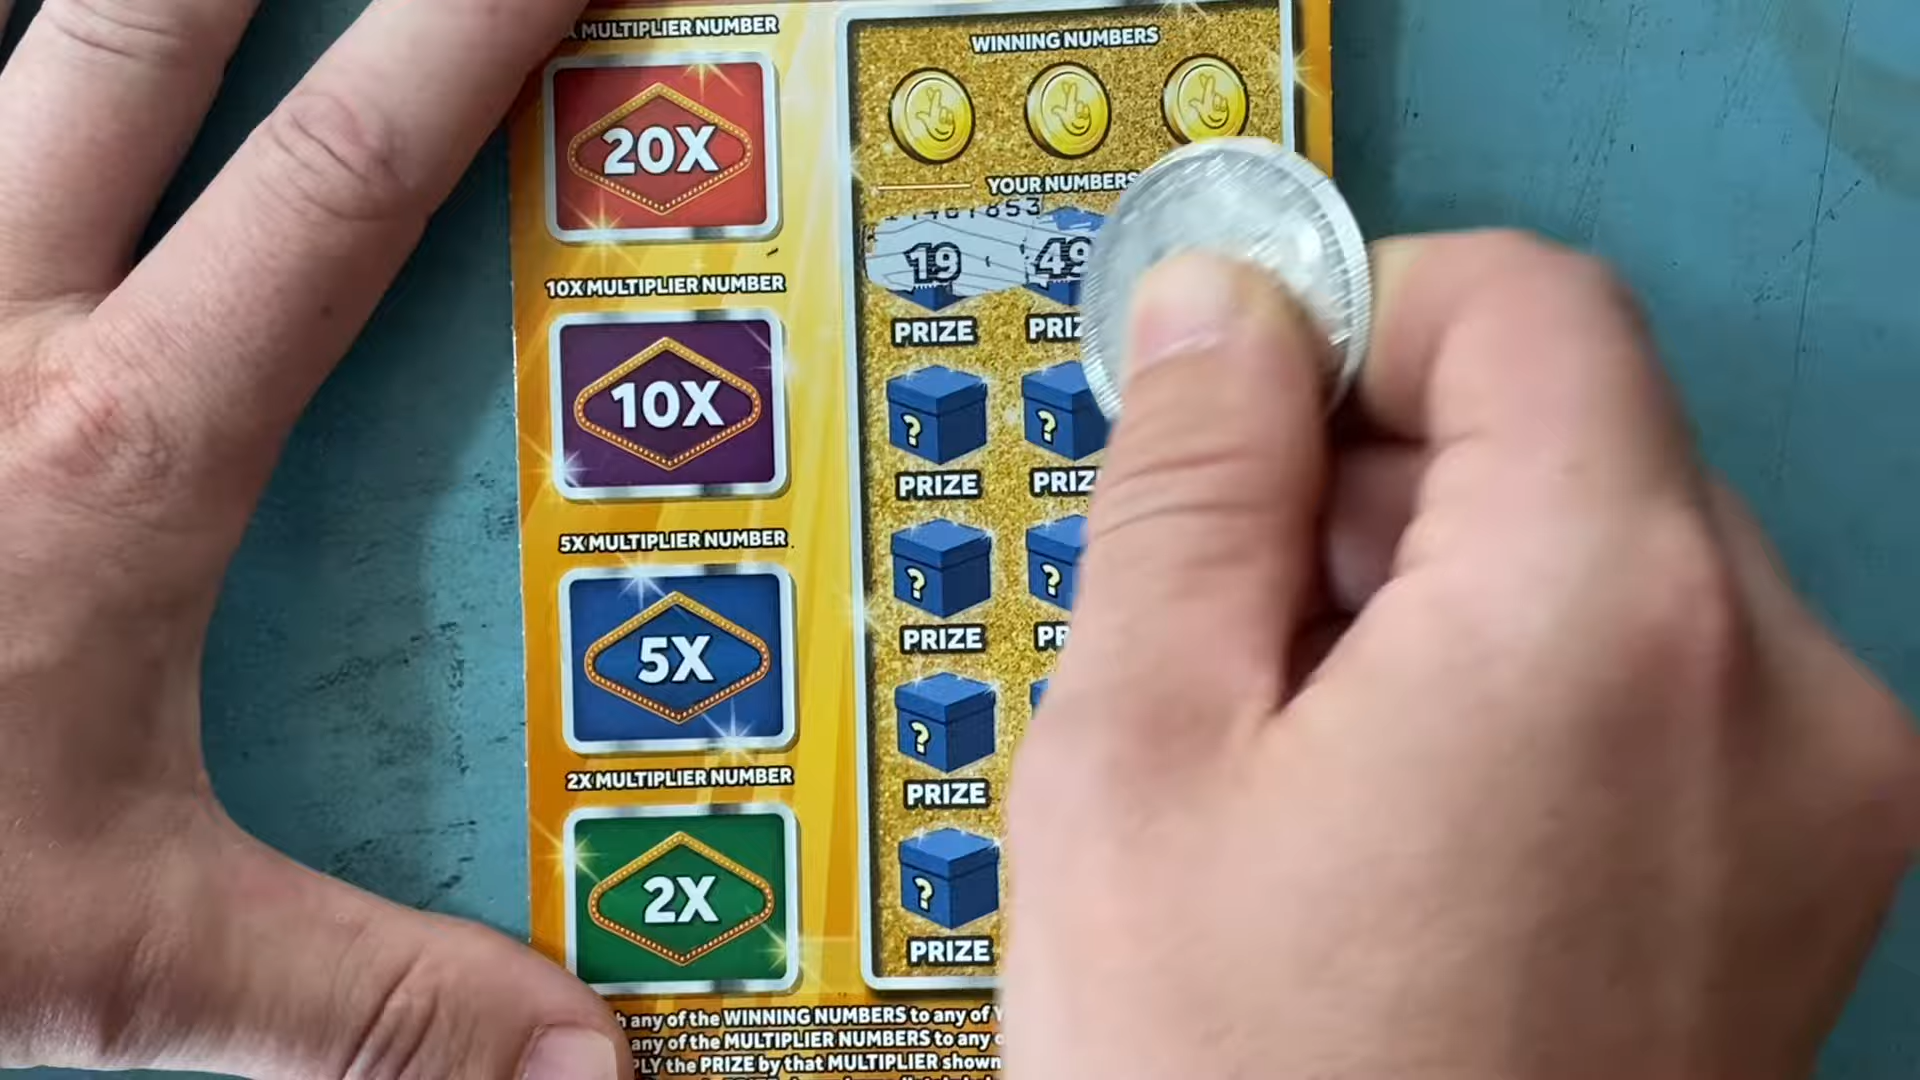 MULTIPLIER NUMBER
20X
10X MULTIPLIER NUMBER
10X
5X MULTIPLIER NUMBER
5X
2X MULTIPLIER NUMBER
2X
WINNING NUMBERS
YOUR NUMBERS
19 49
PRIZE
? ?
PRIZE
? ?
PRIZE
?
PRIZE
?
PRIZE
any of the WINNING NUMBERS to any of
any of the MULTIPLIER NUMBERS to any
the PRIZE by that MULTIPLIER shown